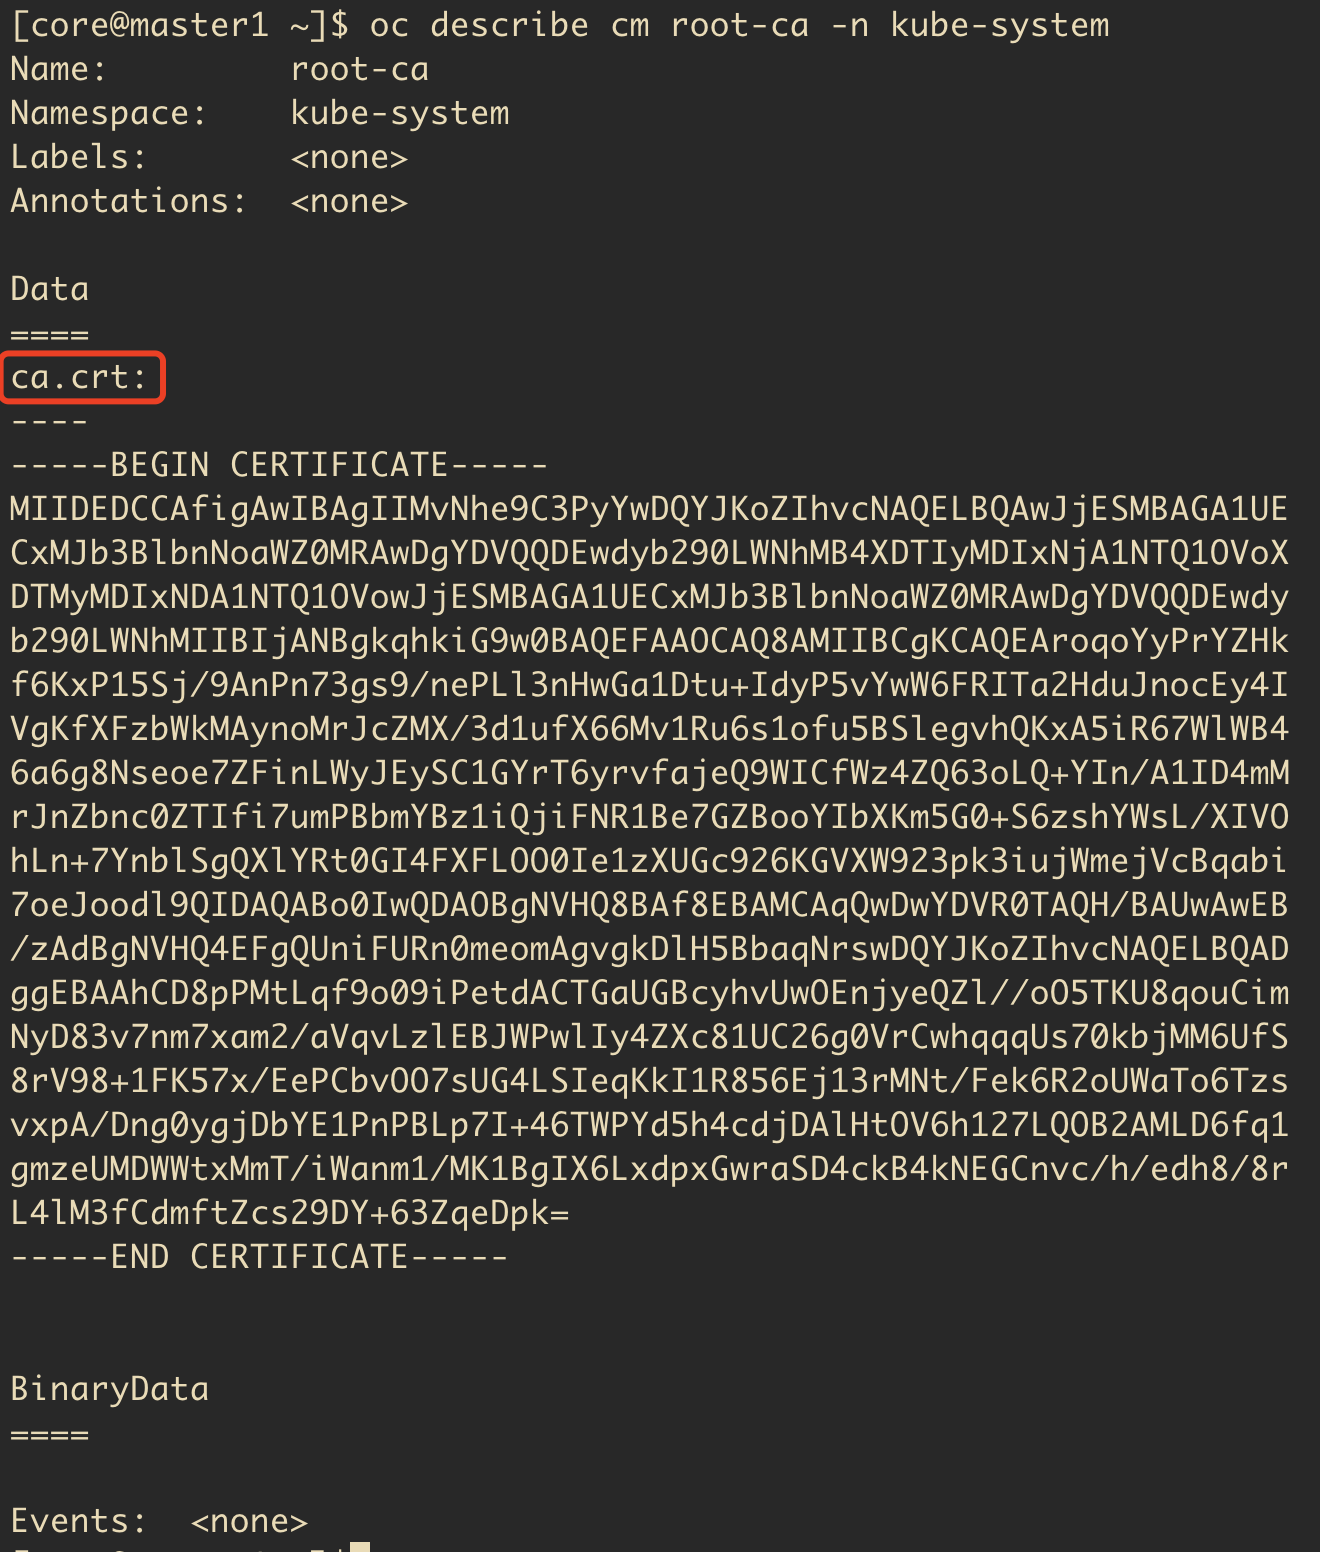 [core@master1 ~]$ oc describe cm root-ca -n kube-system
Name:         root-ca
Namespace:    kube-system
Labels:       <none>
Annotations:  <none>
Data
====
ca.crt:
----
-----BEGIN CERTIFICATE-----
MIIDEDCCAfigAwIBAgIIMvNhe9C3PyYwDQYJKoZIhvcNAQELBQAwJjESMBAGA1UE
CxMJb3BlbnNoaWZ0MRAwDgYDVQQDEwdyb290LWNhMB4XDTIyMDIxNjA1NTQ1OVoX
DTMyMDIxNDA1NTQ1OVowJjESMBAGA1UECxMJb3BlbnNoaWZ0MRAwDgYDVQQDEwdy
b290LWNhMIIBIjANBgkqhkiG9w0BAQEFAAOCAQ8AMIIBCgKCAQEAroqoYyPrYZHk
f6KxP15Sj/9AnPn73gs9/nePLl3nHwGa1Dtu+IdyP5vYwW6FRITa2HduJnocEy4I
VgKfXFzbWkMAynoMrJcZMX/3d1ufX66Mv1Ru6s1ofu5BSlegvhQKxA5iR67WlWB4
6a6g8Nseoe7ZFinLWyJEySC1GYrT6yrvfajeQ9WICfWz4ZQ63oLQ+YIn/A1ID4mM
rJnZbnc0ZTIfi7umPBbmYBz1iQjiFNR1Be7GZBooYIbXKm5G0+S6zshYWsL/XIVO
hLn+7YnblSgQXlYRt0GI4FXFLOO0Ie1zXUGc926KGVXW923pk3iujWmejVcBqabi
7oeJoodl9QIDAQABo0IwQDAOBgNVHQ8BAf8EBAMCAqQwDwYDVR0TAQH/BAUwAwEB
/zAdBgNVHQ4EFgQUniFURn0meomAgvgkDlH5BbaqNrswDQYJKoZIhvcNAQELBQAD
ggEBAAhCD8pPMtLqf9o09iPetdACTGaUGBcyhvUwOEnjyeQZl//oO5TKU8qouCim
NyD83v7nm7xam2/aVqvLzlEBJWPwlIy4ZXc81UC26g0VrCwhqqqUs70kbjMM6UfS
8rV98+1FK57x/EePCbvOO7sUG4LSIeqKkI1R856Ej13rMNt/Fek6R2oUWaTo6Tzs
vxpA/Dng0ygjDbYE1PnPBLp7I+46TWPYd5h4cdjDAlHtOV6h127LQOB2AMLD6fq1
gmzeUMDWWtxMmT/iWanm1/MK1BgIX6LxdpxGwraSD4ckB4kNEGCnvc/h/edh8/8r
L4lM3fCdmftZcs29DY+63ZqeDpk=
-----END CERTIFICATE-----
BinaryData
====
Events:  <none>